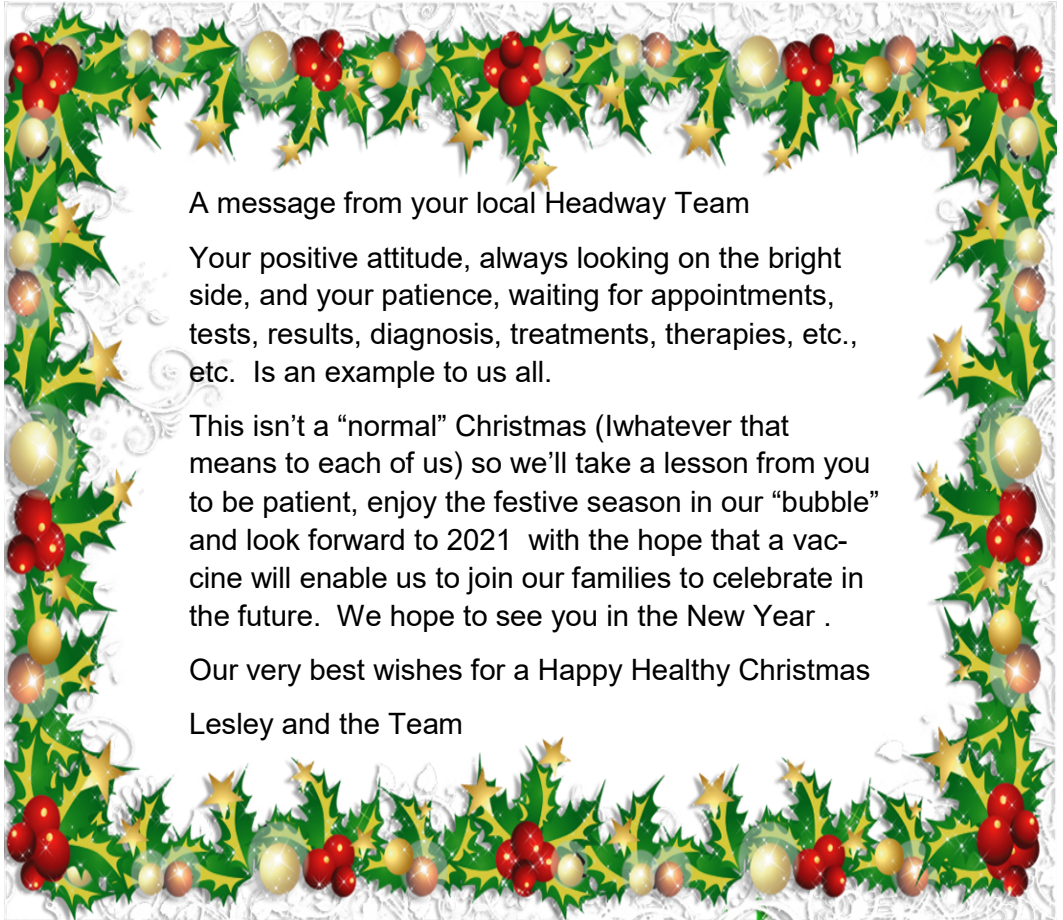 A message from your local Headway Team
Your positive attitude, always looking on the bright
side, and your patience, waiting for appointments,
tests, results, diagnosis, treatments, therapies, etc.,
etc.  Is an example to us all.
This isn’t a “normal” Christmas (Iwhatever that
means to each of us) so we’ll take a lesson from you
to be patient, enjoy the festive season in our “bubble”
and look forward to 2021  with the hope that a vac-
cine will enable us to join our families to celebrate in
the future.  We hope to see you in the New Year .
Our very best wishes for a Happy Healthy Christmas
Lesley and the Team